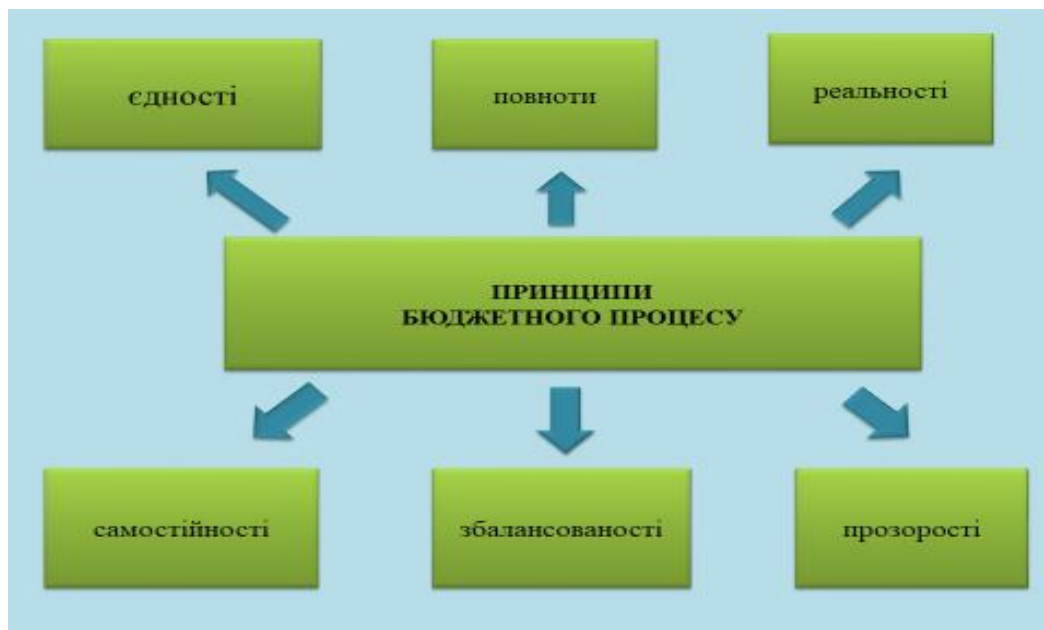 єдності
повноти
реальності
ПРИНЦИПИ
БЮДЖЕТНОГО ПРОЦЕСУ
самостійності
збалансованості
прозорості